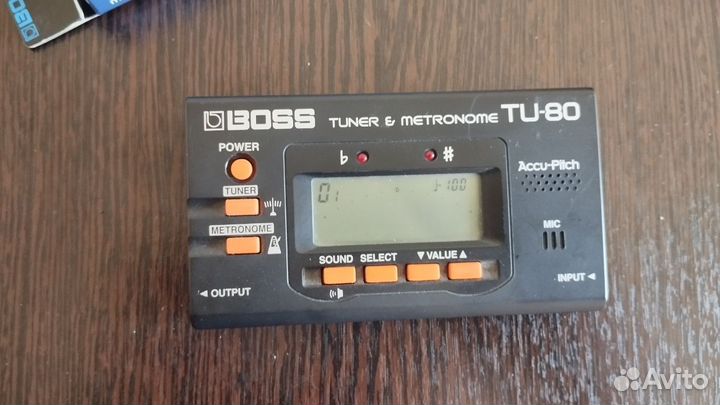 BOSS TUNER & METRONOME TU-80
POWER
♭ #
Accu-Pitch
TUNER
METRONOME
MIC
SOUND SELECT ▼ VALUE ▲
◄ OUTPUT
INPUT ◄
Avito